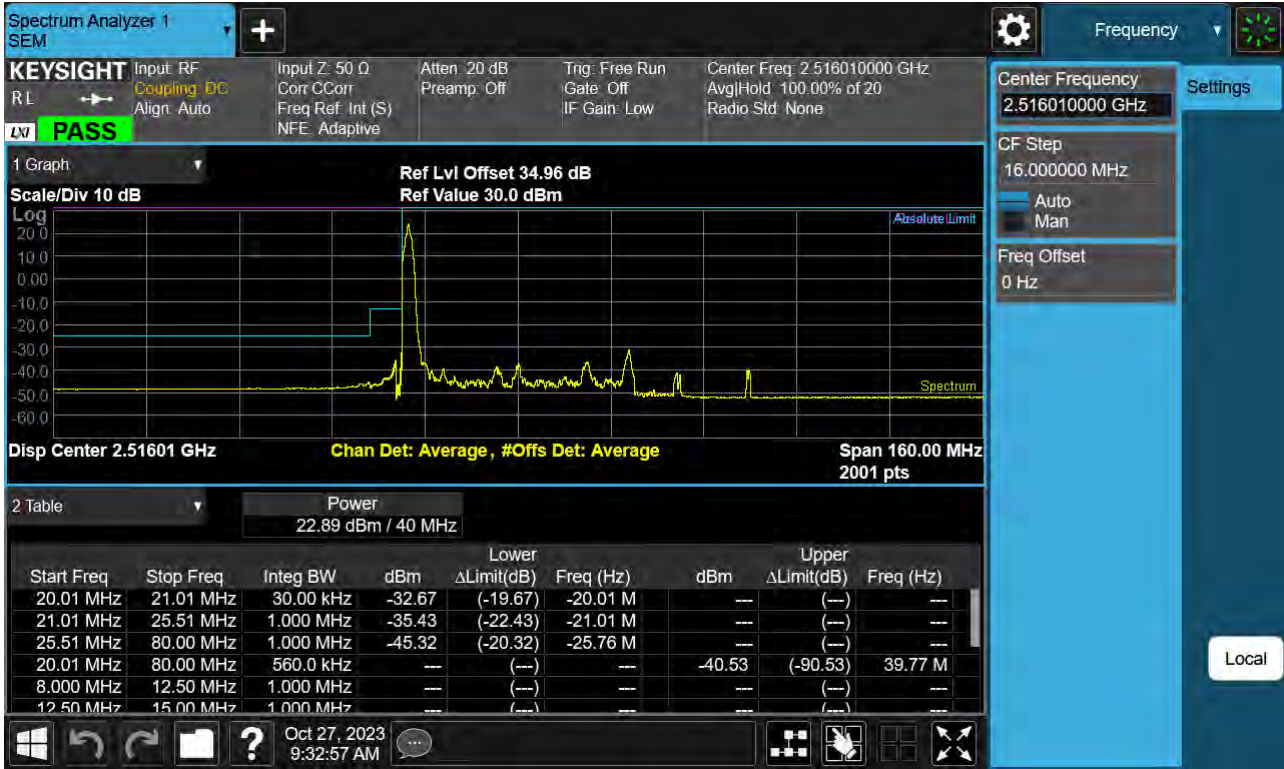 Spectrum Analyzer 1
SEM
Frequency
KEYSIGHT
R L
LXI
PASS
Input: RF
Coupling: DC
Align: Auto
Input Z: 50 Ω
Corr CCorr
Freq Ref: Int (S)
NFE: Adaptive
Atten: 20 dB
Preamp: Off
Trig: Free Run
Gate: Off
IF Gain: Low
Center Freq: 2.516010000 GHz
Avg|Hold: 100.00% of 20
Radio Std: None
Center Frequency
2.516010000 GHz
Settings
CF Step
16.000000 MHz
Auto
Man
Freq Offset
0 Hz
Local
1 Graph
Scale/Div 10 dB
Ref Lvl Offset 34.96 dB
Ref Value 30.0 dBm
Log
Absolute Limit
20.0
10.0
0.00
-10.0
-20.0
-30.0
-40.0
-50.0
-60.0
Spectrum
Disp Center 2.51601 GHz
Chan Det: Average , #Offs Det: Average
Span 160.00 MHz
2001 pts
2 Table
Power
22.89 dBm / 40 MHz
Lower Upper
Start Freq Stop Freq Integ BW dBm ΔLimit(dB) Freq (Hz) dBm ΔLimit(dB) Freq (Hz)
20.01 MHz 21.01 MHz 30.00 kHz -32.67 (-19.67) -20.01 M --- (---) ---
21.01 MHz 25.51 MHz 1.000 MHz -35.43 (-22.43) -21.01 M --- (---) ---
25.51 MHz 80.00 MHz 1.000 MHz -45.32 (-20.32) -25.76 M --- (---) ---
20.01 MHz 80.00 MHz 560.0 kHz --- (---) --- -40.53 (-90.53) 39.77 M
8.000 MHz 12.50 MHz 1.000 MHz --- (---) --- --- (---) ---
12.50 MHz 15.00 MHz 1.000 MHz --- (---) --- --- (---) ---
Oct 27, 2023
9:32:57 AM